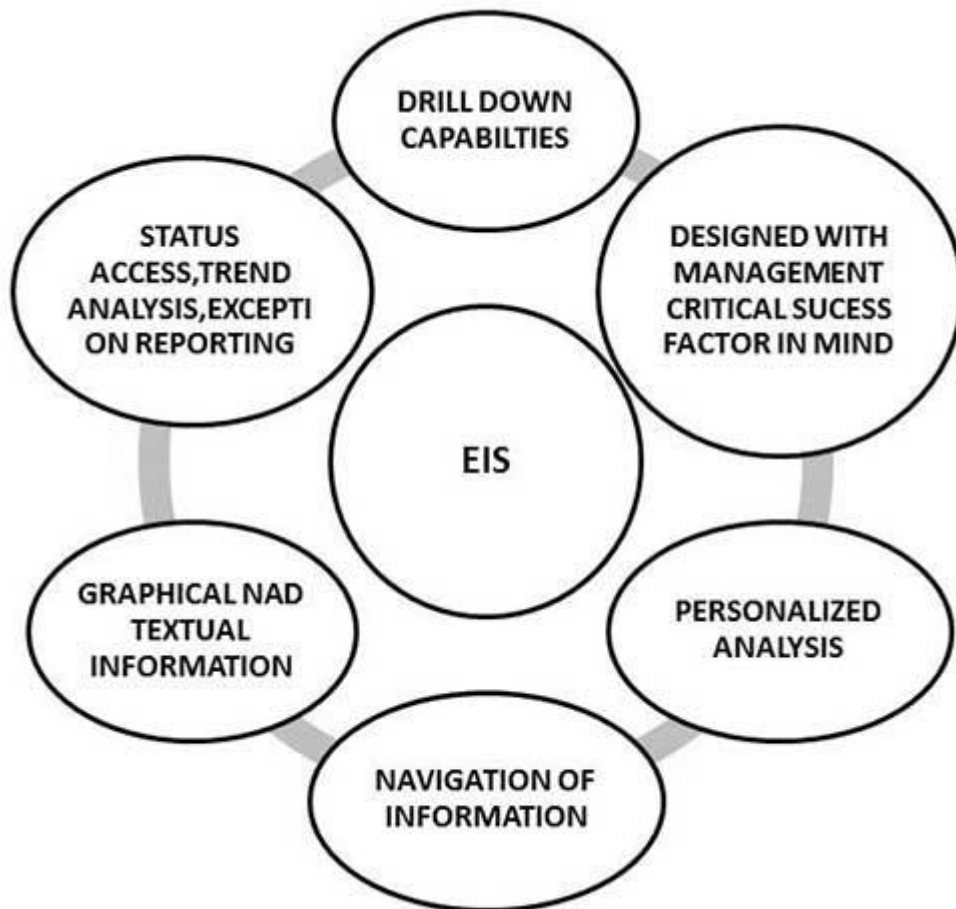 DRILL DOWN
CAPABILTIES
DESIGNED WITH
MANAGEMENT
CRITICAL SUCESS
FACTOR IN MIND
PERSONALIZED
ANALYSIS
NAVIGATION OF
INFORMATION
GRAPHICAL NAD
TEXTUAL
INFORMATION
STATUS
ACCESS,TREND
ANALYSIS,EXCEPTI
ON REPORTING
EIS